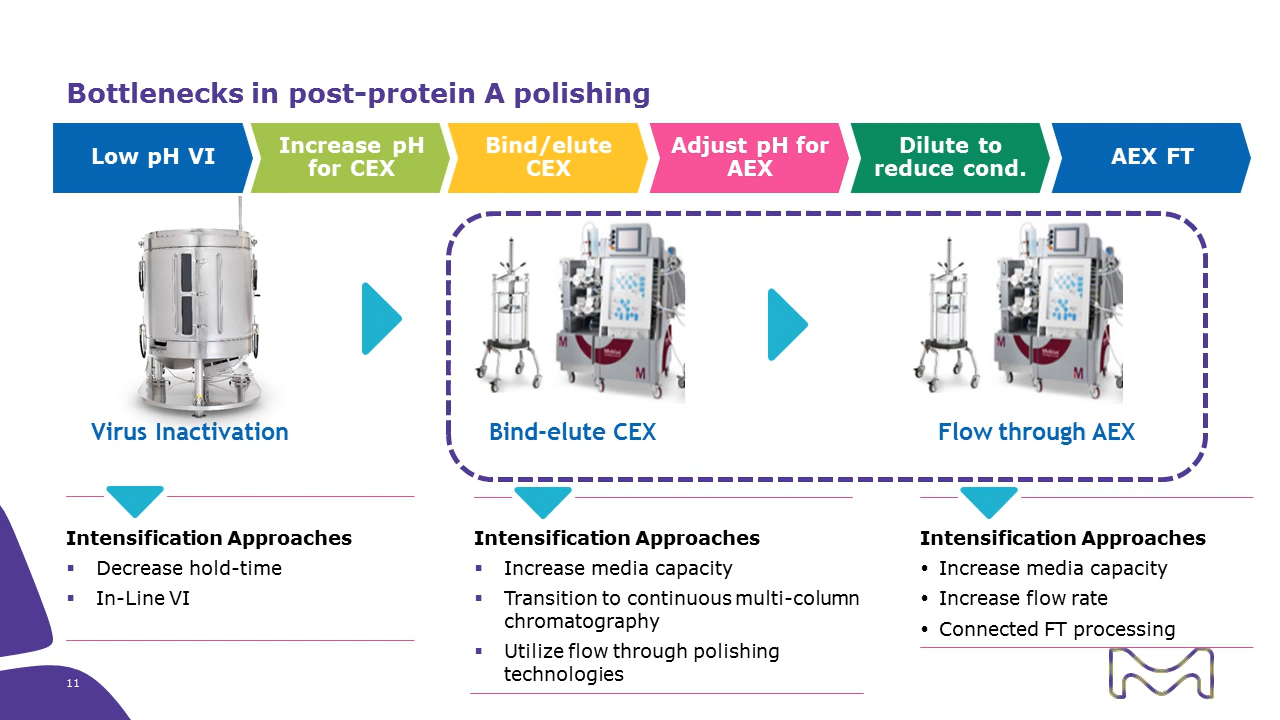 Bottlenecks in post-protein A polishing
Low pH VI
Increase pH
for CEX
Bind/elute
CEX
Adjust pH for
AEX
Dilute to
reduce cond.
AEX FT
Virus Inactivation
Bind-elute CEX
Flow through AEX
Intensification Approaches
▪ Decrease hold-time
▪ In-Line VI
Intensification Approaches
▪ Increase media capacity
▪ Transition to continuous multi-column
chromatography
▪ Utilize flow through polishing
technologies
Intensification Approaches
• Increase media capacity
• Increase flow rate
• Connected FT processing
11